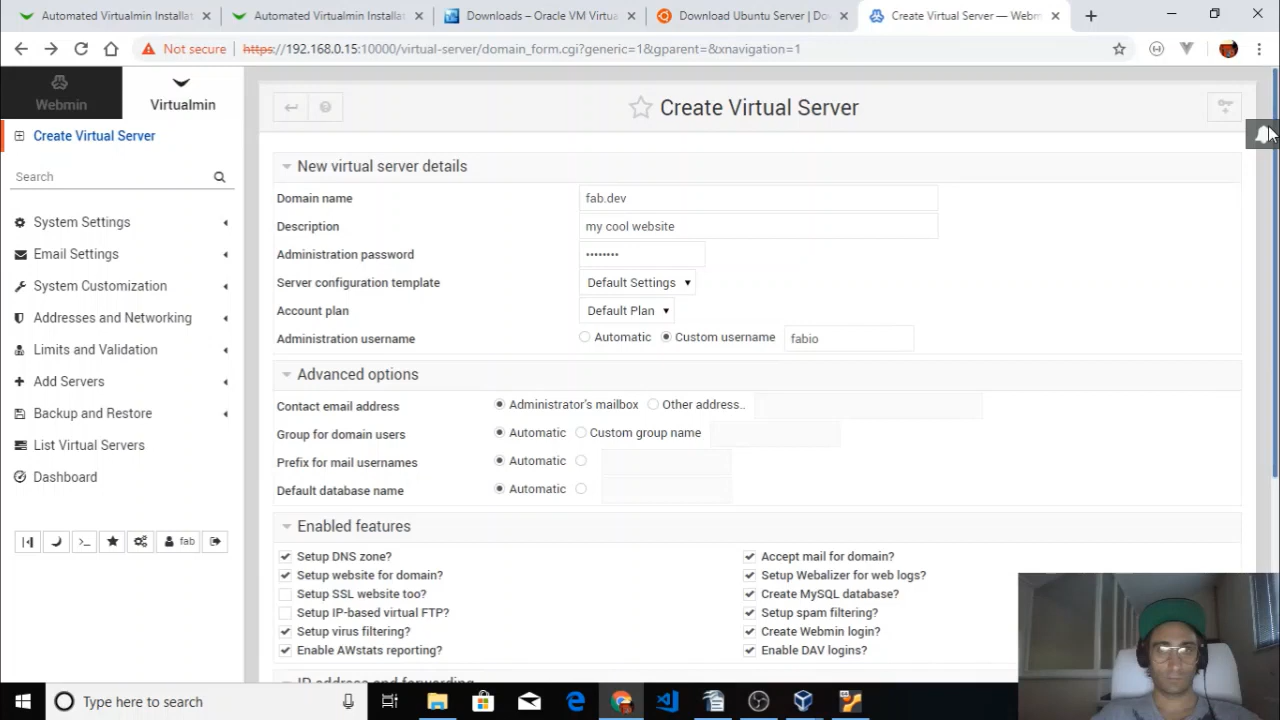 Automated Virtualmin Installat
Automated Virtualmin Installat
Downloads – Oracle VM Virtua
Download Ubuntu Server | Do
Create Virtual Server — Webm
Not secure
https://192.168.0.15:10000/virtual-server/domain_form.cgi?generic=1&gparent=&xnavigation=1
Webmin
Virtualmin
Create Virtual Server
Search
System Settings
Email Settings
System Customization
Addresses and Networking
Limits and Validation
Add Servers
Backup and Restore
List Virtual Servers
Dashboard
fab
Create Virtual Server
New virtual server details
Domain name fab.dev
Description my cool website
Administration password ••••••••
Server configuration template Default Settings
Account plan Default Plan
Administration username Automatic Custom username fabio
Advanced options
Contact email address Administrator's mailbox Other address..
Group for domain users Automatic Custom group name
Prefix for mail usernames Automatic
Default database name Automatic
Enabled features
Setup DNS zone? Accept mail for domain?
Setup website for domain? Setup Webalizer for web logs?
Setup SSL website too? Create MySQL database?
Setup IP-based virtual FTP? Setup spam filtering?
Setup virus filtering? Create Webmin login?
Enable AWstats reporting? Enable DAV logins?
IP address and forwarding
Type here to search